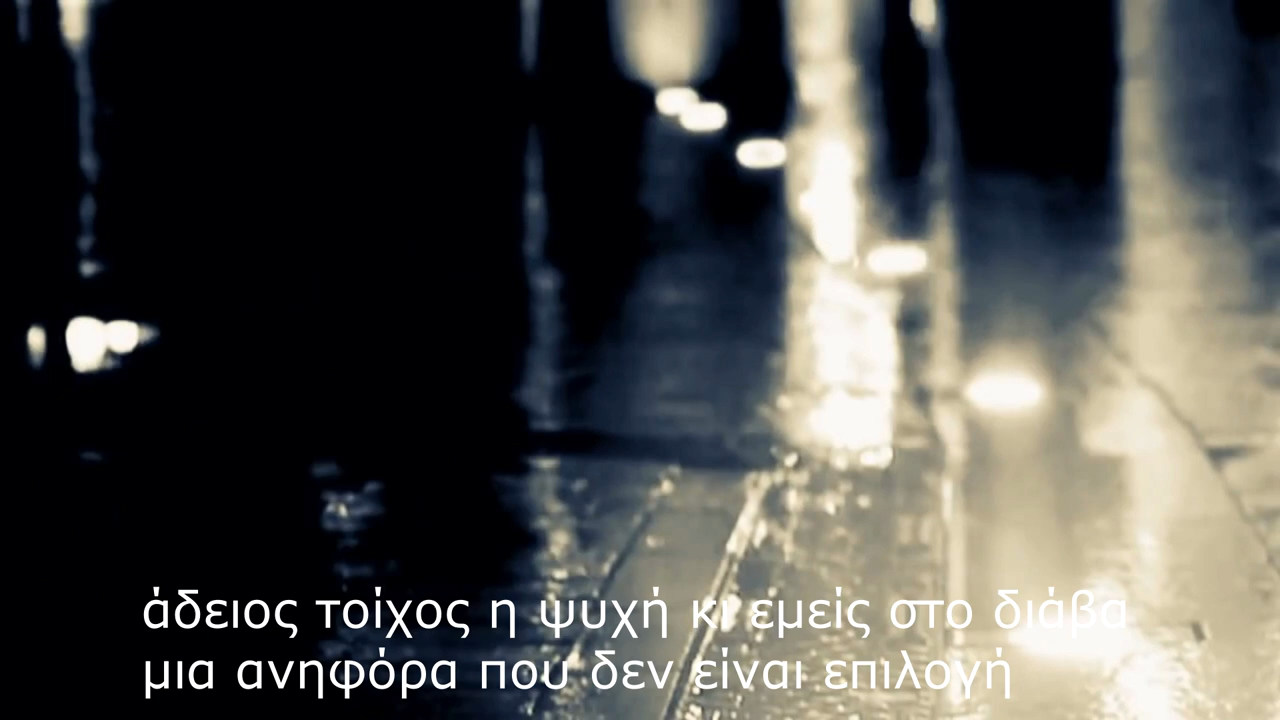 άδειος τοίχος η ψυχή κι εμείς στο διάβα
μια ανηφόρα που δεν είναι επιλογή